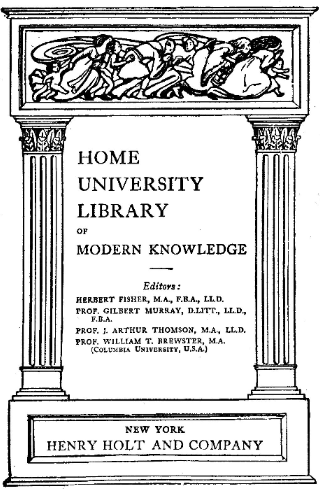 HOME
UNIVERSITY
LIBRARY
OF
MODERN KNOWLEDGE
Editors:
HERBERT FISHER, M.A., F.B.A., LL.D.
PROF. GILBERT MURRAY, D.LITT., LL.D.,
F.B.A.
PROF. J. ARTHUR THOMSON, M.A., LL.D.
PROF. WILLIAM T. BREWSTER, M.A.
(COLUMBIA UNIVERSITY, U.S.A.)
NEW YORK
HENRY HOLT AND COMPANY